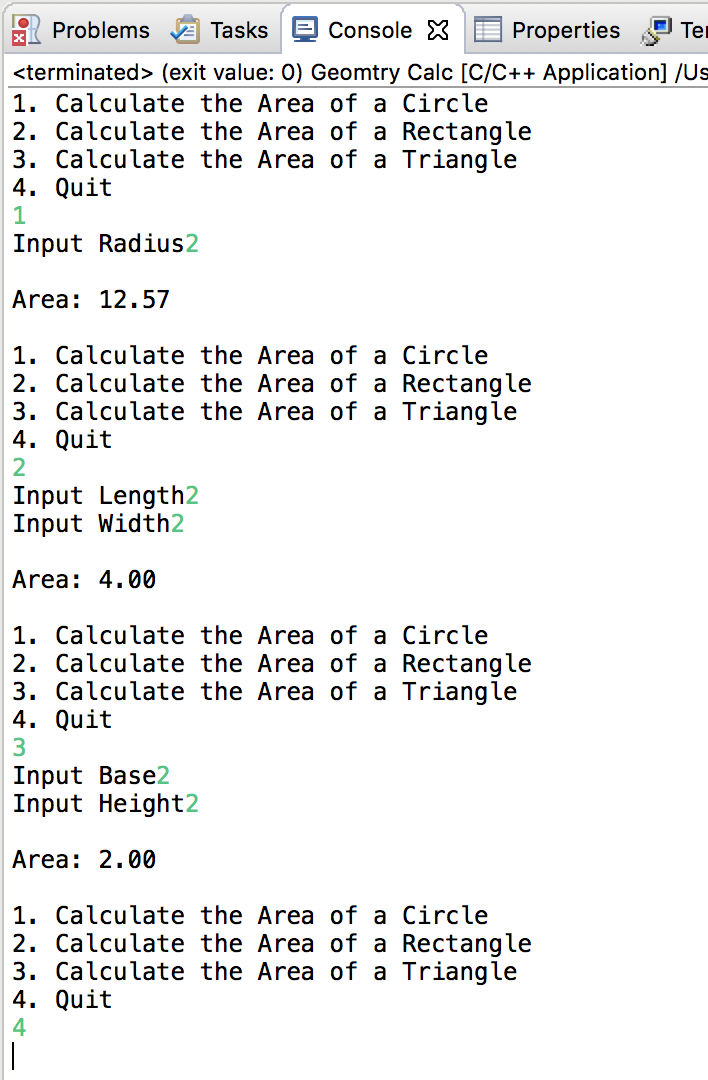 Problems Tasks Console Properties
<terminated> (exit value: 0) Geomtry Calc [C/C++ Application] /Us
1. Calculate the Area of a Circle
2. Calculate the Area of a Rectangle
3. Calculate the Area of a Triangle
4. Quit
1
Input Radius2
Area: 12.57
1. Calculate the Area of a Circle
2. Calculate the Area of a Rectangle
3. Calculate the Area of a Triangle
4. Quit
2
Input Length2
Input Width2
Area: 4.00
1. Calculate the Area of a Circle
2. Calculate the Area of a Rectangle
3. Calculate the Area of a Triangle
4. Quit
3
Input Base2
Input Height2
Area: 2.00
1. Calculate the Area of a Circle
2. Calculate the Area of a Rectangle
3. Calculate the Area of a Triangle
4. Quit
4